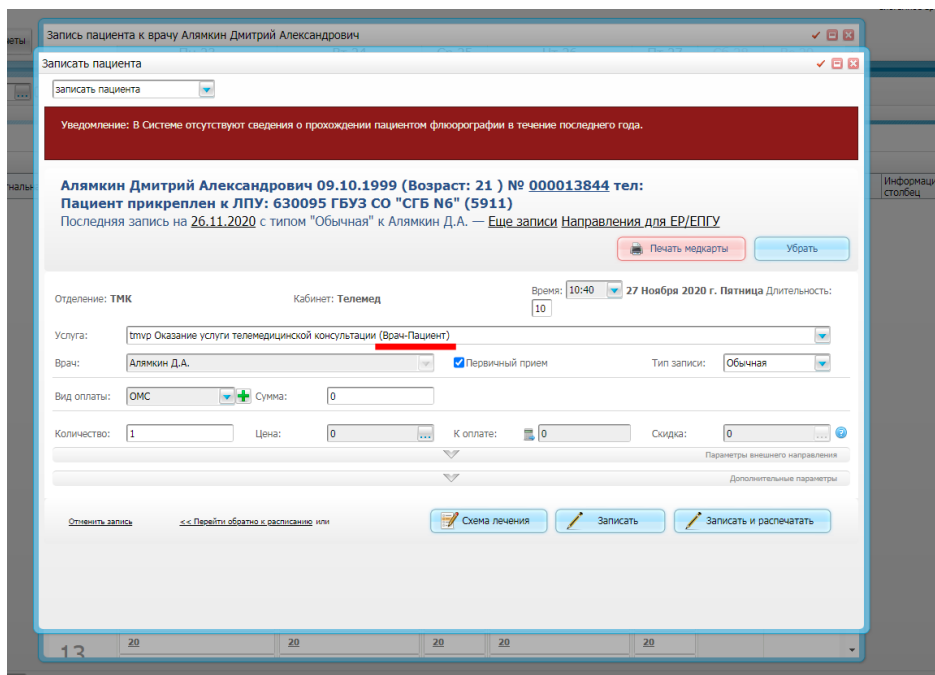 Запись пациента к врачу Алямкин Дмитрий Александрович
Записать пациента
записать пациента
Уведомление: В Системе отсутствуют сведения о прохождении пациентом флюорографии в течение последнего года.
Алямкин Дмитрий Александрович 09.10.1999 (Возраст: 21 ) № 000013844 тел:
Пациент прикреплен к ЛПУ: 630095 ГБУЗ СО "СГБ N6" (5911)
Информаци
столбец
Последняя запись на 26.11.2020 с типом "Обычная" к Алямкин Д.А. — Еще записи Направления для ЕР/ЕПГУ
Печать медкарты Убрать
Отделение: ТМК Кабинет: Телемед Время: 10:40 27 Ноября 2020 г. Пятница Длительность:
10
Услуга: tmvp Оказание услуги телемедицинской консультации (Врач-Пациент)
Врач: Алямкин Д.А. Первичный прием Тип записи: Обычная
Вид оплаты: ОМС Сумма: 0
Количество: 1 Цена: 0 ... К оплате: 0 Скидка: 0 ... ?
Параметры внешнего направления
Дополнительные параметры
Отменить запись << Перейти обратно к расписанию или Схема лечения Записать Записать и распечатать
13 20 20 20 20 20